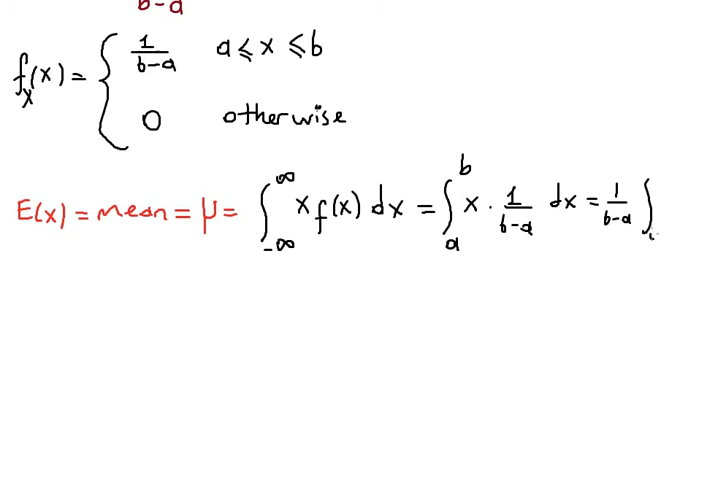 b-a
f_X(x) = { 1/(b-a) a ≤ x ≤ b
0 otherwise
E(x) = mean = μ = ∫_{-∞}^{∞} x f(x) dx = ∫_a^b x · 1/(b-a) dx = 1/(b-a) ∫